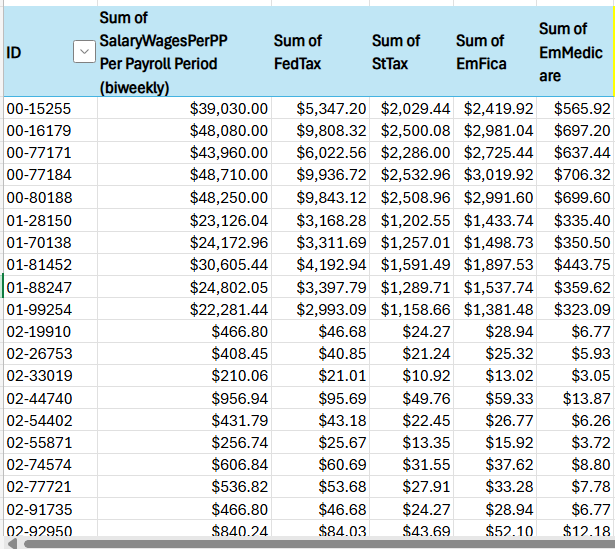 ID Sum of SalaryWagesPerPP Per Payroll Period (biweekly) Sum of FedTax Sum of StTax Sum of EmFica Sum of EmMedicare
00-15255 $39,030.00 $5,347.20 $2,029.44 $2,419.92 $565.92
00-16179 $48,080.00 $9,808.32 $2,500.08 $2,981.04 $697.20
00-77171 $43,960.00 $6,022.56 $2,286.00 $2,725.44 $637.44
00-77184 $48,710.00 $9,936.72 $2,532.96 $3,019.92 $706.32
00-80188 $48,250.00 $9,843.12 $2,508.96 $2,991.60 $699.60
01-28150 $23,126.04 $3,168.28 $1,202.55 $1,433.74 $335.40
01-70138 $24,172.96 $3,311.69 $1,257.01 $1,498.73 $350.50
01-81452 $30,605.44 $4,192.94 $1,591.49 $1,897.53 $443.75
01-88247 $24,802.05 $3,397.79 $1,289.71 $1,537.74 $359.62
01-99254 $22,281.44 $2,993.09 $1,158.66 $1,381.48 $323.09
02-19910 $466.80 $46.68 $24.27 $28.94 $6.77
02-26753 $408.45 $40.85 $21.24 $25.32 $5.93
02-33019 $210.06 $21.01 $10.92 $13.02 $3.05
02-44740 $956.94 $95.69 $49.76 $59.33 $13.87
02-54402 $431.79 $43.18 $22.45 $26.77 $6.26
02-55871 $256.74 $25.67 $13.35 $15.92 $3.72
02-74574 $606.84 $60.69 $31.55 $37.62 $8.80
02-77721 $536.82 $53.68 $27.91 $33.28 $7.78
02-91735 $466.80 $46.68 $24.27 $28.94 $6.77
02-92950 $840.24 $84.03 $43.69 $52.10 $12.18